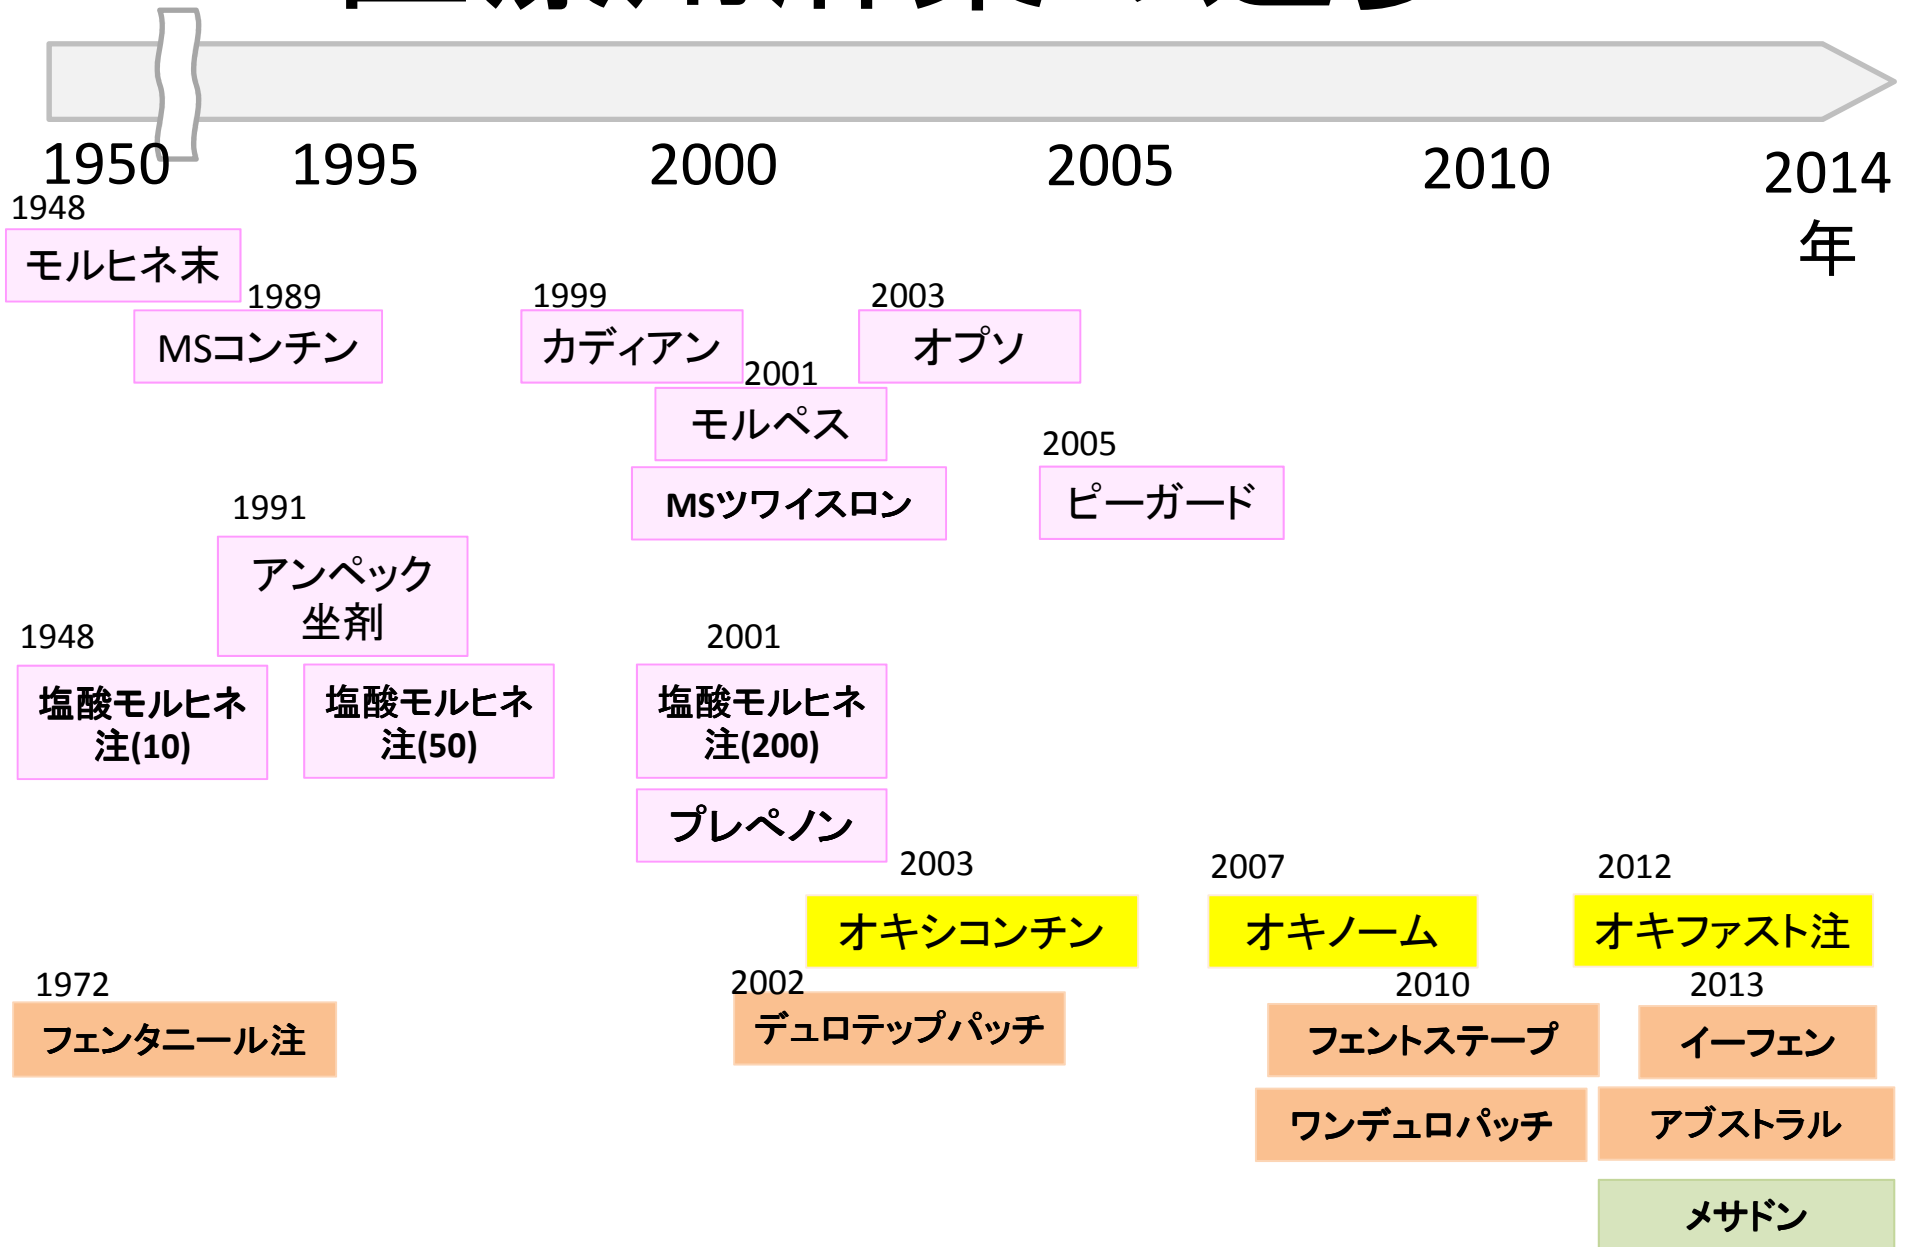 1950 1995 2000 2005 2010 2014
年
1948
モルヒネ末
1989
MSコンチン
1999
カディアン
2003
オプソ
2001
モルペス
MSツワイスロン
2005
ピーガード
1991
アンペック
坐剤
1948
塩酸モルヒネ
注(10)
塩酸モルヒネ
注(50)
2001
塩酸モルヒネ
注(200)
プレペノン
2003
オキシコンチン
2007
オキノーム
2012
オキファスト注
1972
フェンタニール注
2002
デュロテップパッチ
2010
フェントステープ
2013
イーフェン
ワンデュロパッチ
アブストラル
メサドン